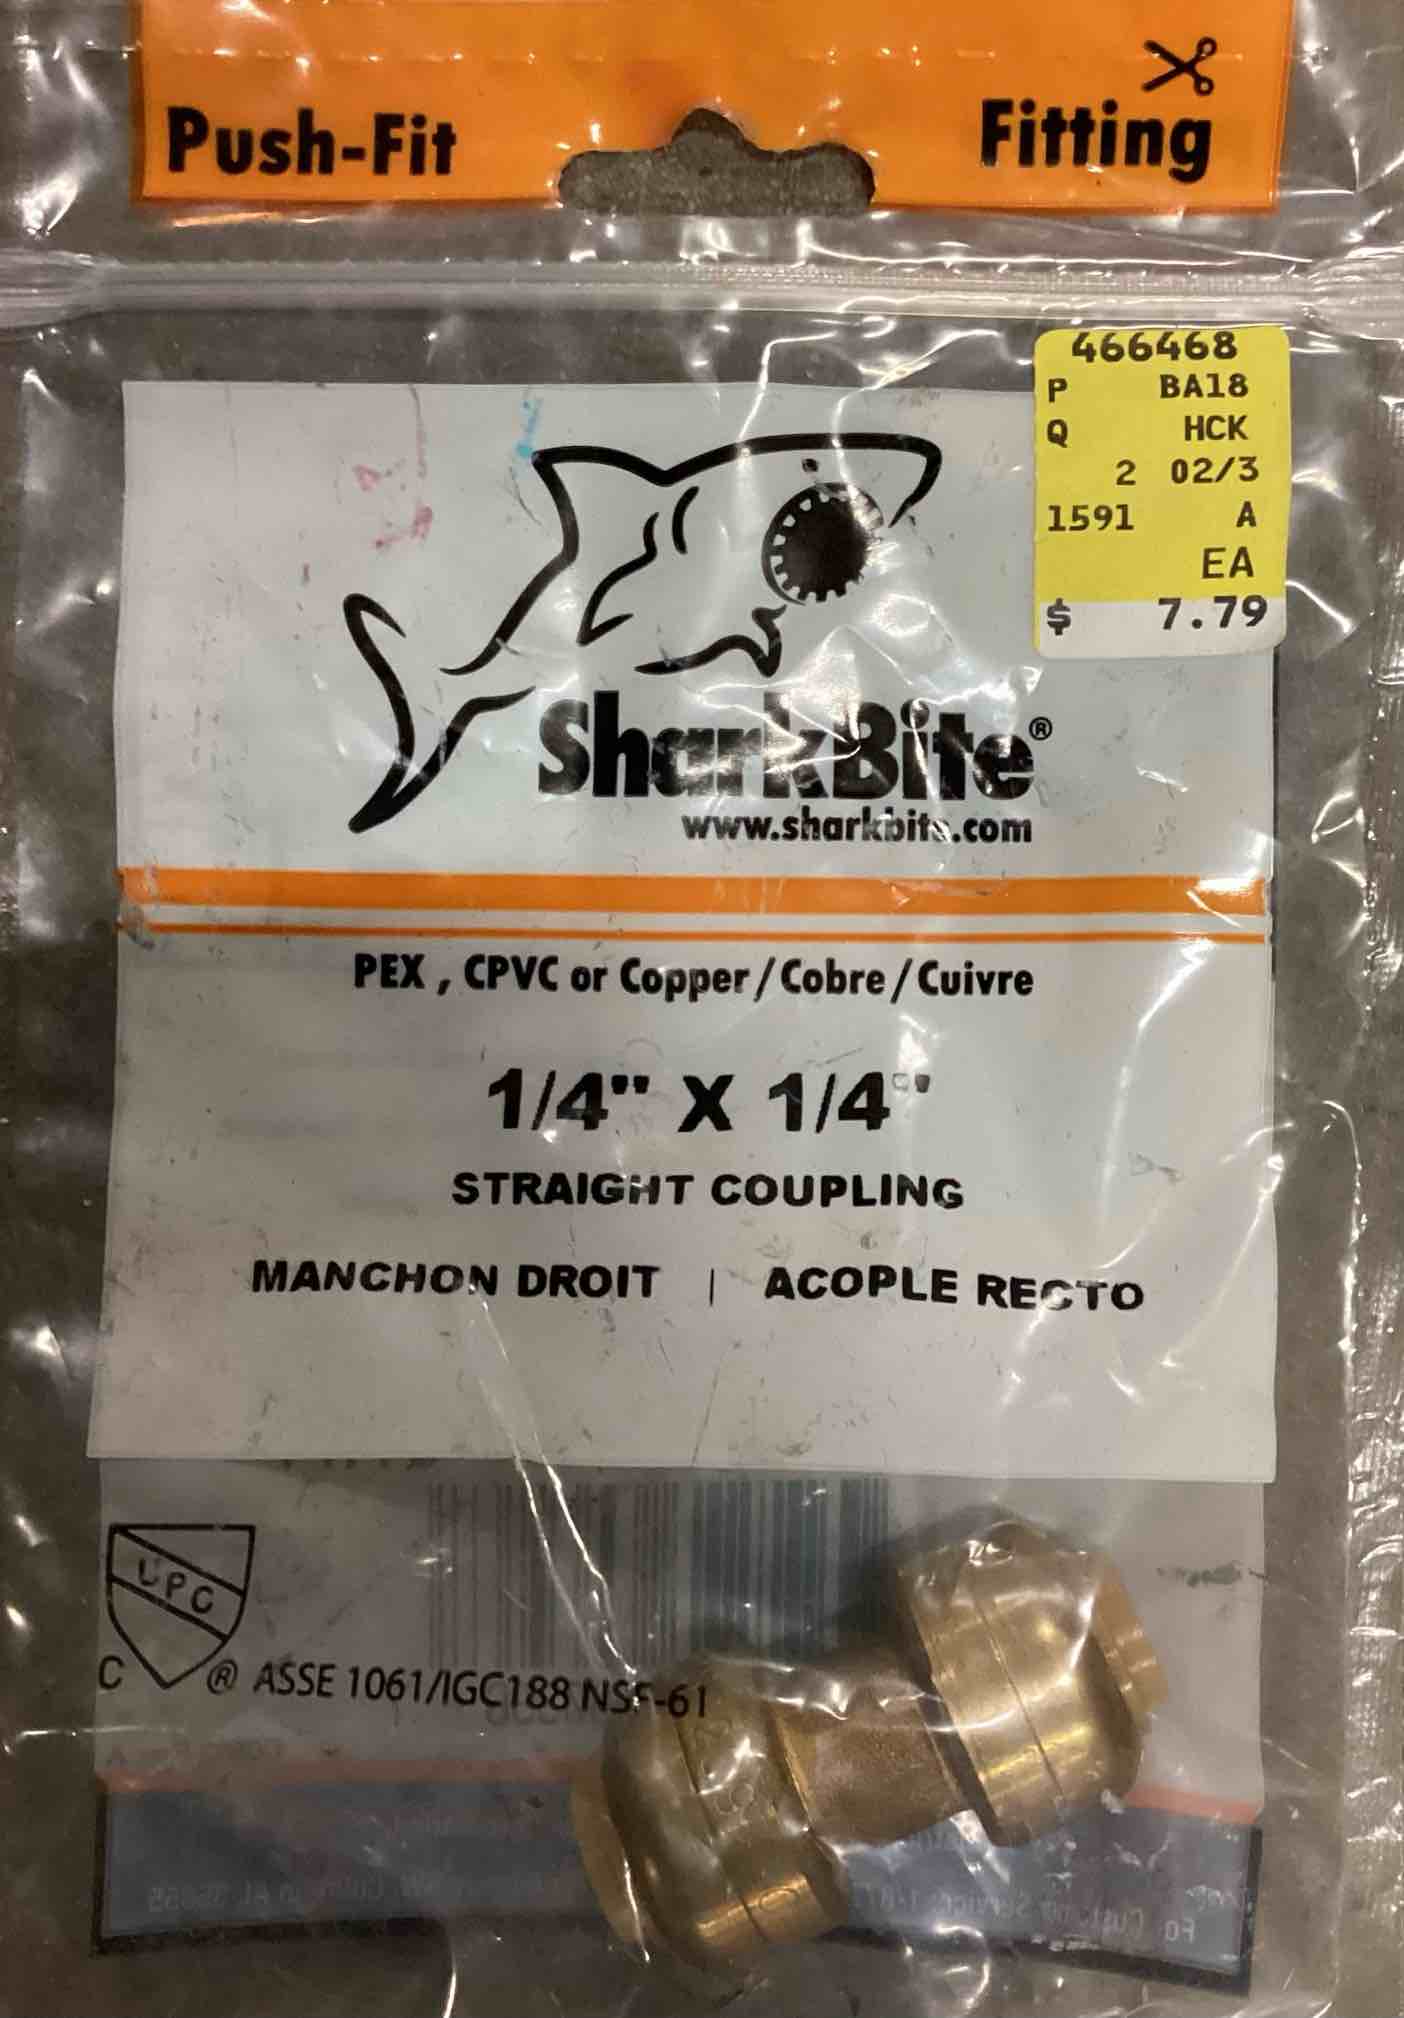 Push-Fit Fitting
466468
P BA18
Q HCK
2 02/3
1591 A
EA
$ 7.79
SharkBite®
www.sharkbite.com
PEX , CPVC or Copper/Cobre/Cuivre
1/4" X 1/4"
STRAIGHT COUPLING
MANCHON DROIT | ACOPLE RECTO
UPC
C ® ASSE 1061/IGC188 NSF-61